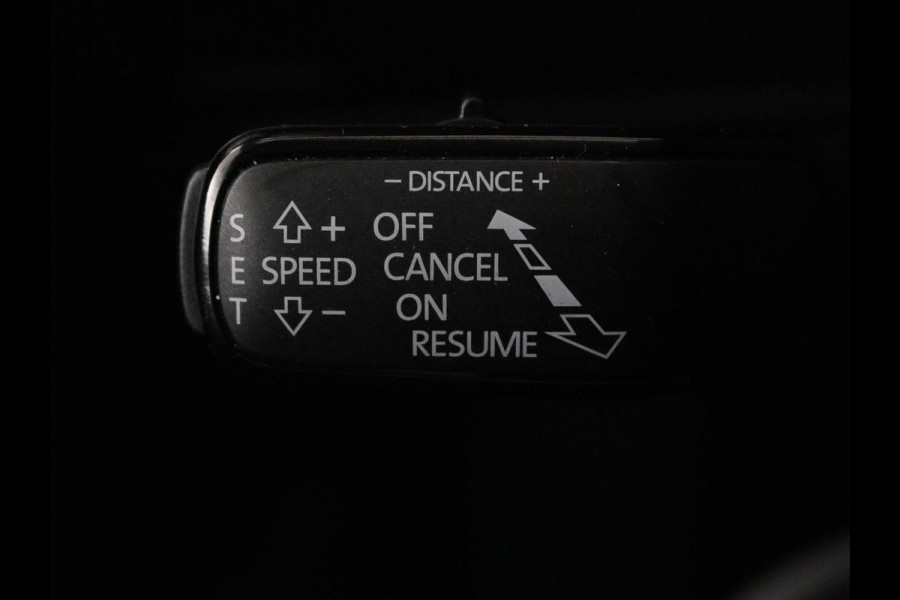 – DISTANCE +
S + OFF
E SPEED CANCEL
T – ON
RESUME